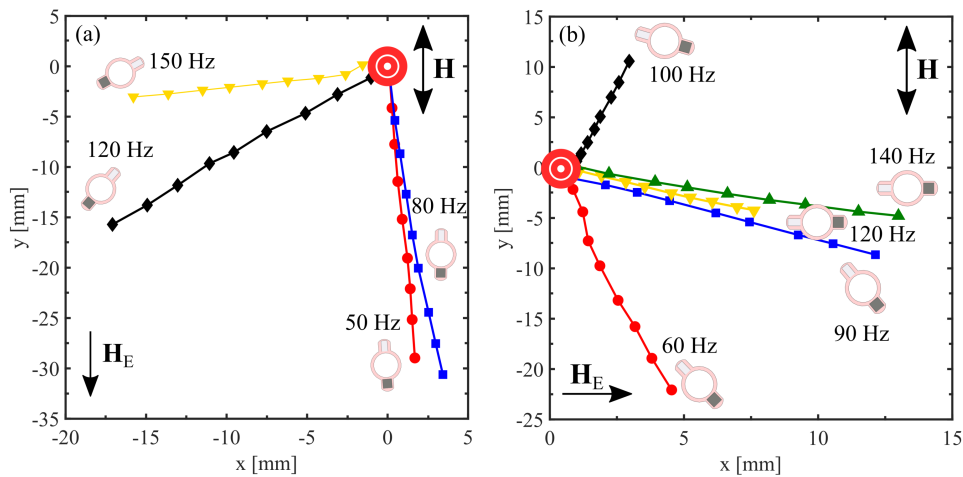 (a)
150 Hz
H
120 Hz
80 Hz
50 Hz
H_E
5
0
-5
-10
-15
-20
-25
-30
-35
y [mm]
-20 -15 -10 -5 0 5
x [mm]
(b)
100 Hz
H
140 Hz
120 Hz
90 Hz
60 Hz
H_E
15
10
5
0
-5
-10
-15
-20
-25
y [mm]
0 5 10 15
x [mm]